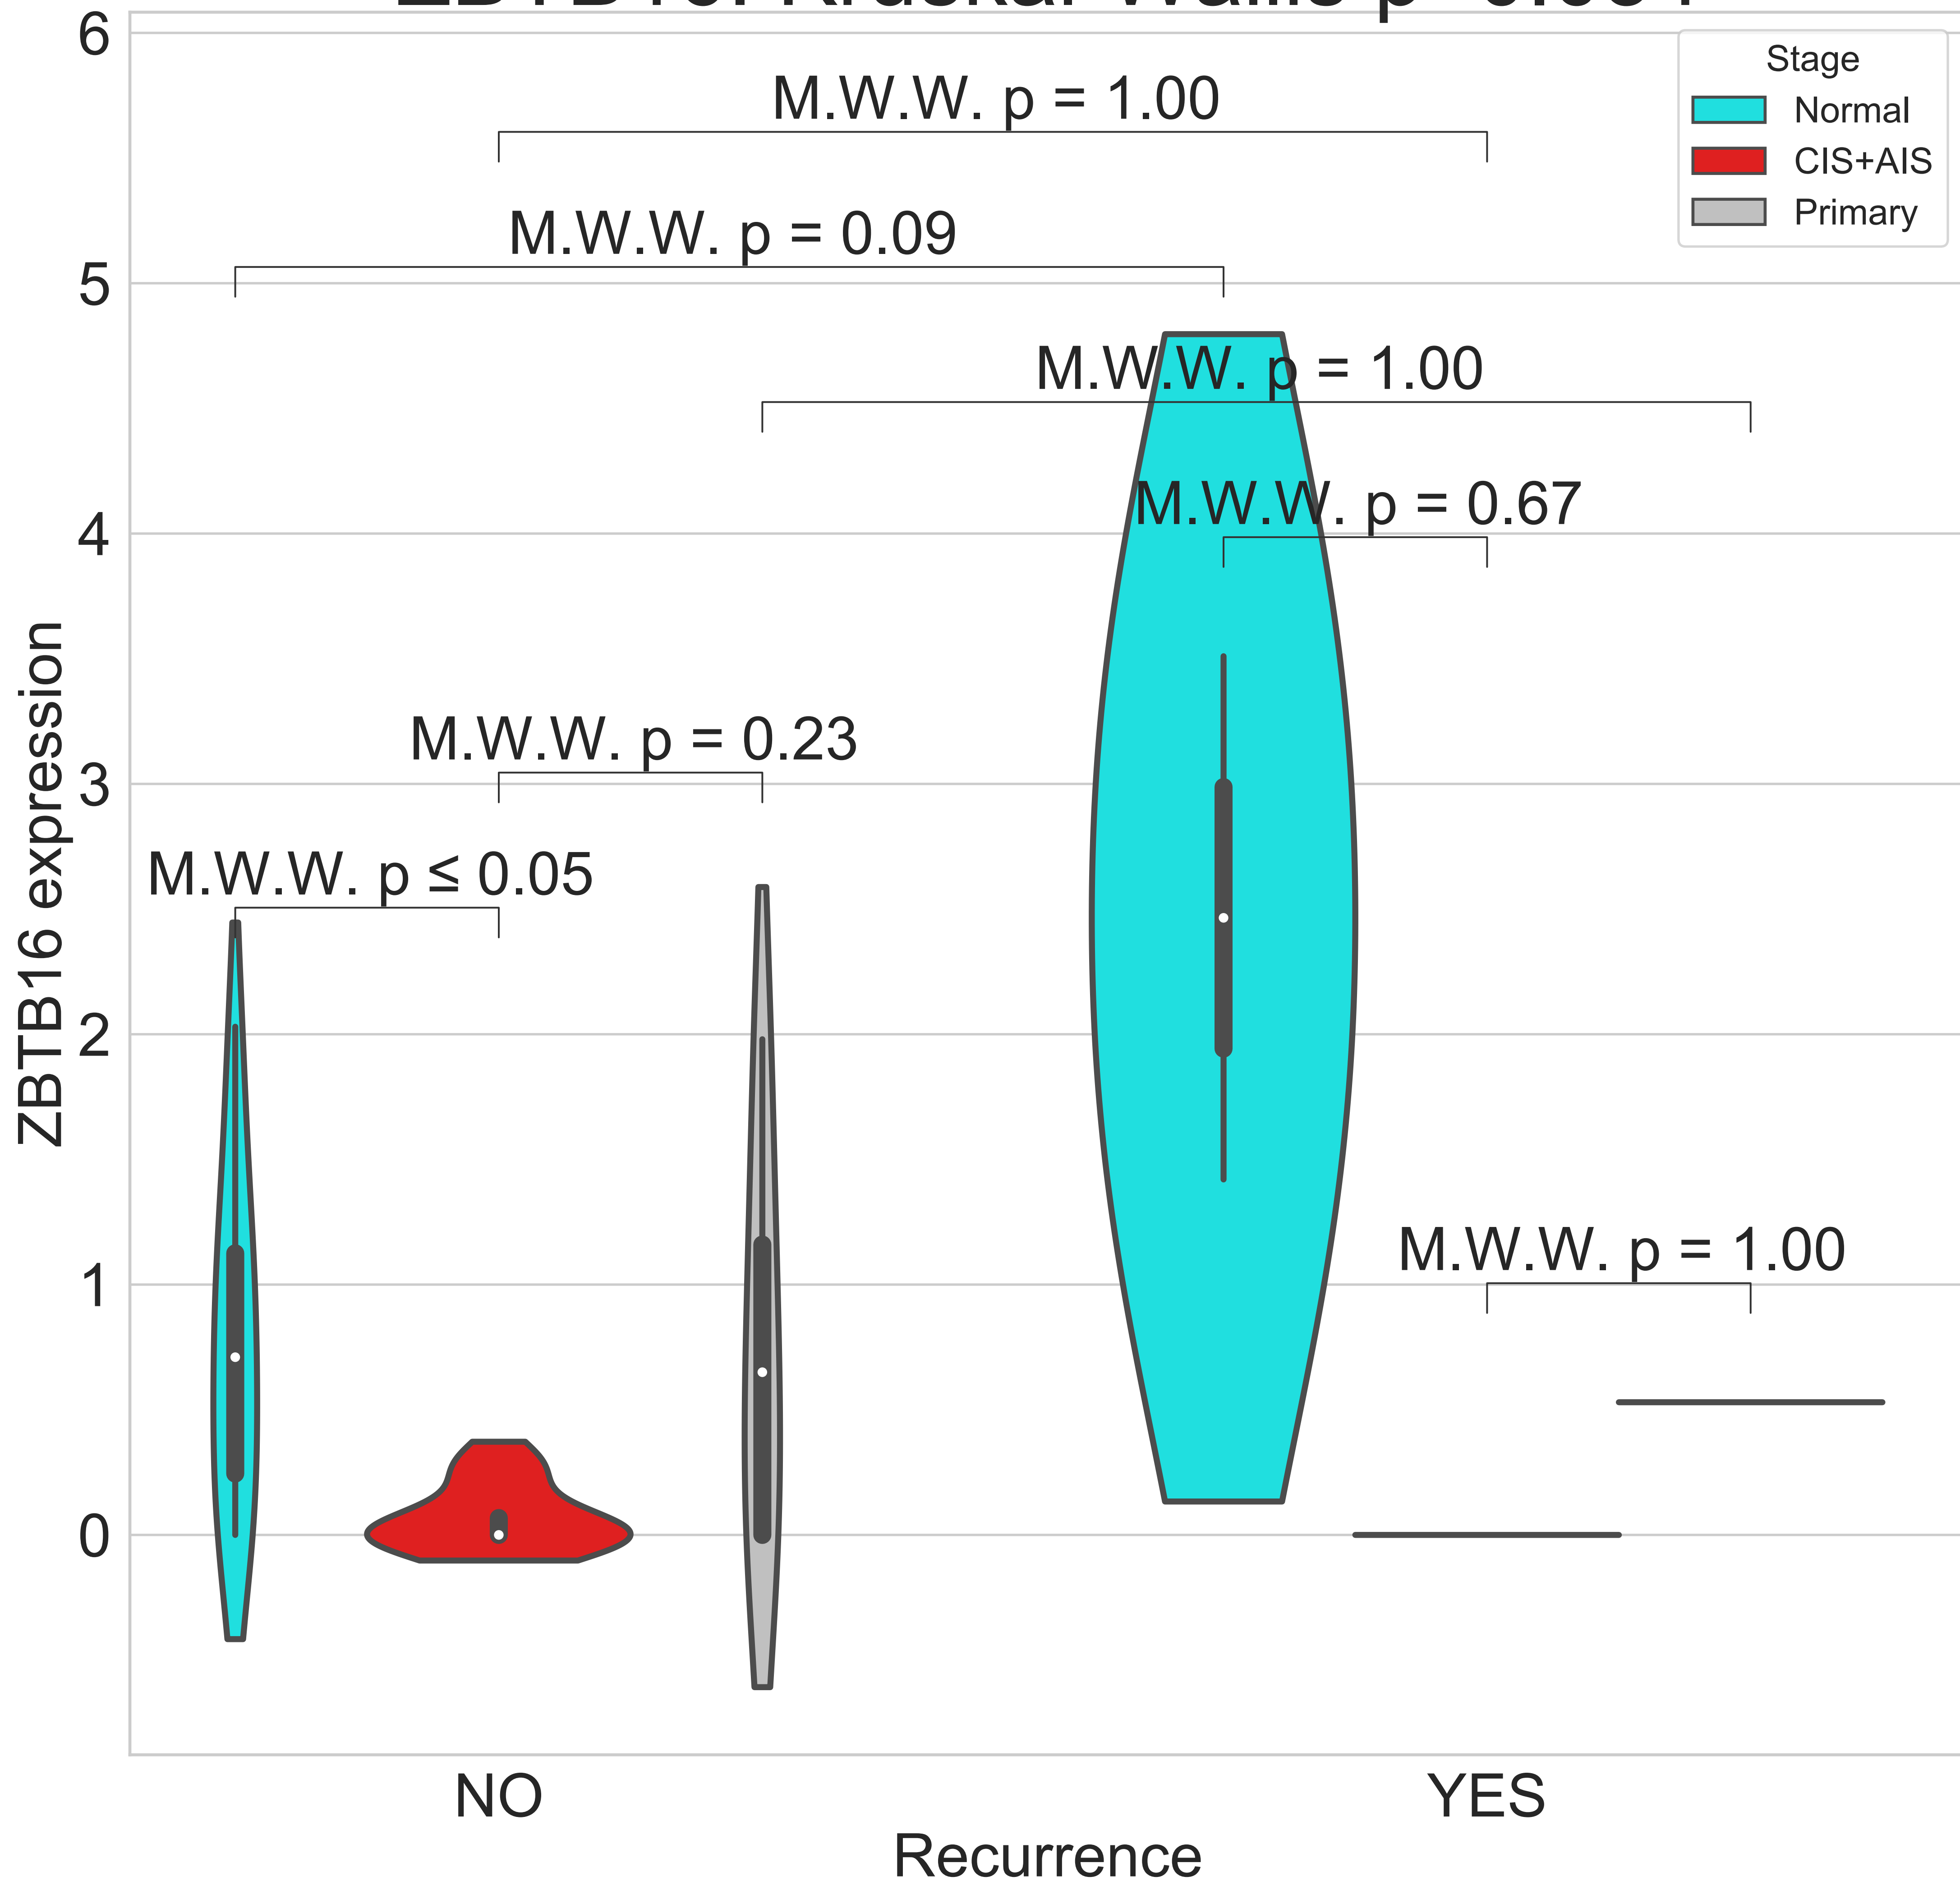 6
M.W.W. p = 1.00
M.W.W. p = 0.09
5
M.W.W. p = 1.00
M.W.W. p = 0.67
4
M.W.W. p = 0.23
3
M.W.W. p ≤ 0.05
2
M.W.W. p = 1.00
1
0
ZBTB16 expression
Stage
Normal
CIS+AIS
Primary
NO
YES
Recurrence